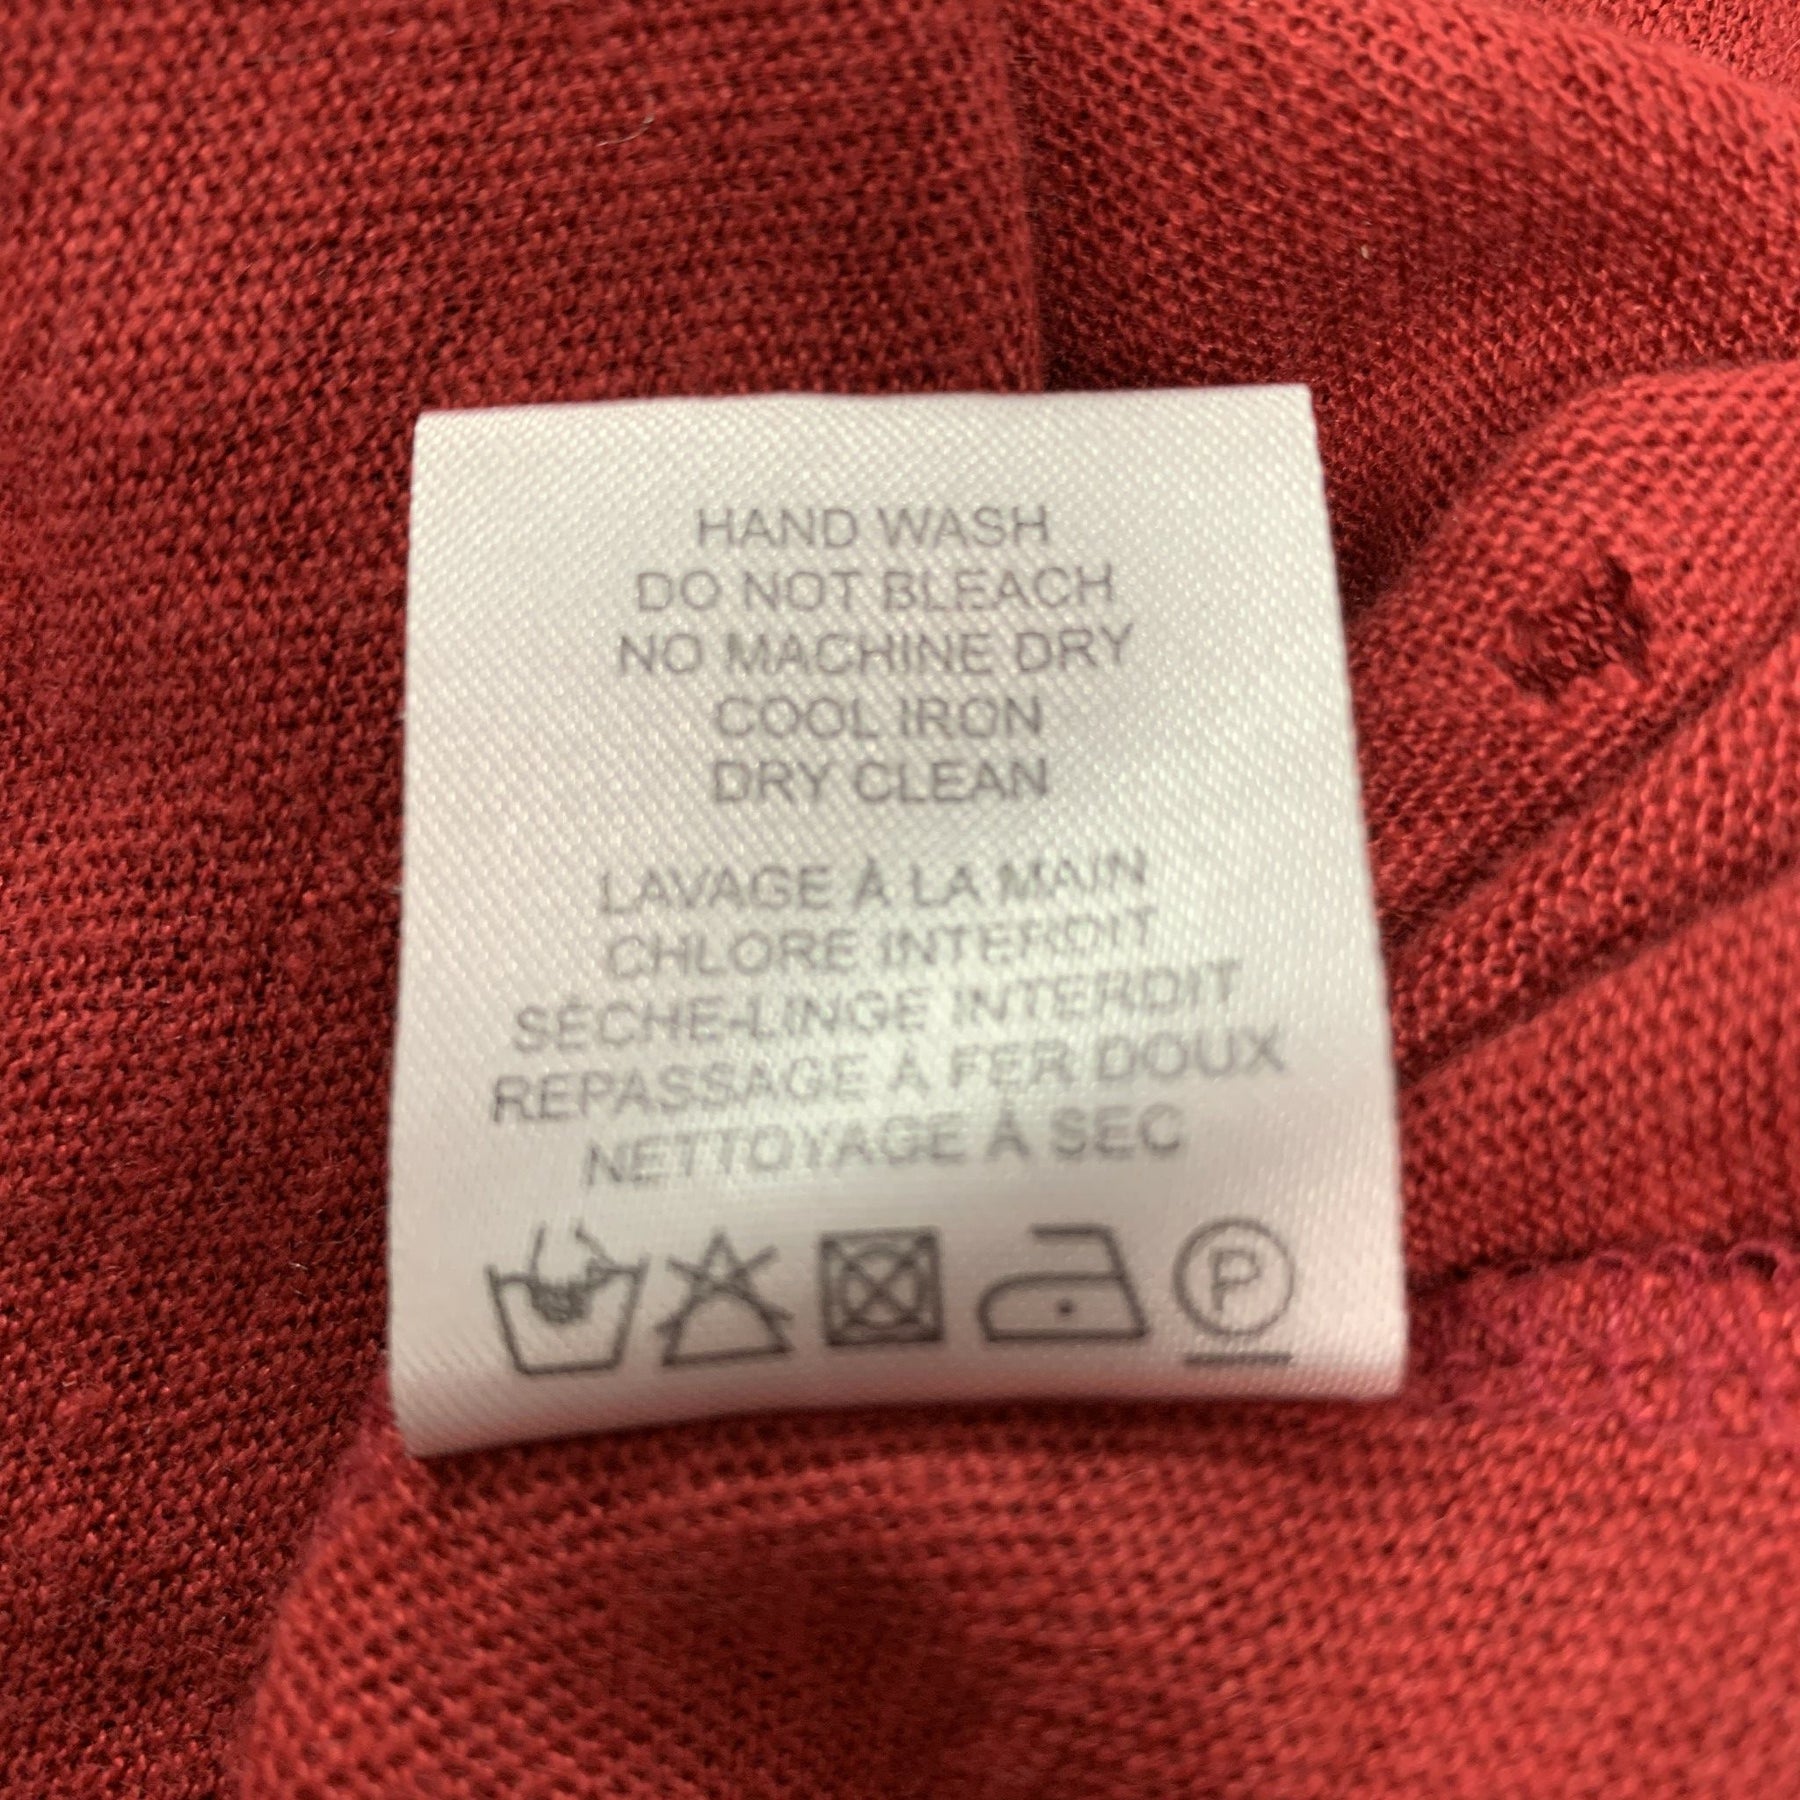 HAND WASH
DO NOT BLEACH
NO MACHINE DRY
COOL IRON
DRY CLEAN
LAVAGE À LA MAIN
CHLORE INTERDIT
SÉCHE-LINGE INTERDIT
REPASSAGE À FER DOUX
NETTOYAGE À SEC
P